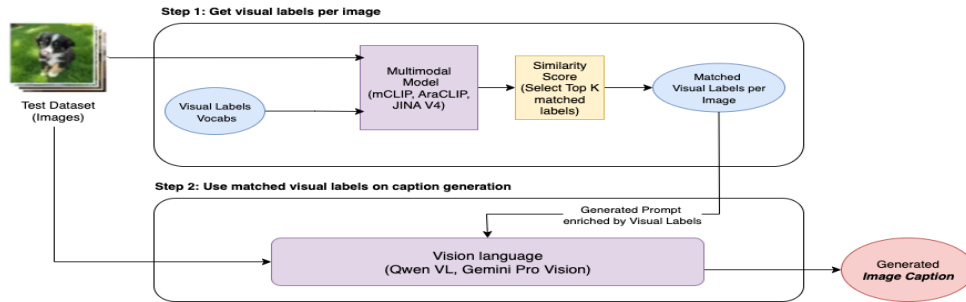 Step 1: Get visual labels per image
Test Dataset
(Images)
Visual Labels
Vocabs
Multimodal
Model
(mCLIP, AraCLIP,
JINA V4)
Similarity
Score
(Select Top K
matched
labels)
Matched
Visual Labels per
Image
Step 2: Use matched visual labels on caption generation
Generated Prompt
enriched by Visual Labels
Vision language
(Qwen VL, Gemini Pro Vision)
Generated
Image Caption